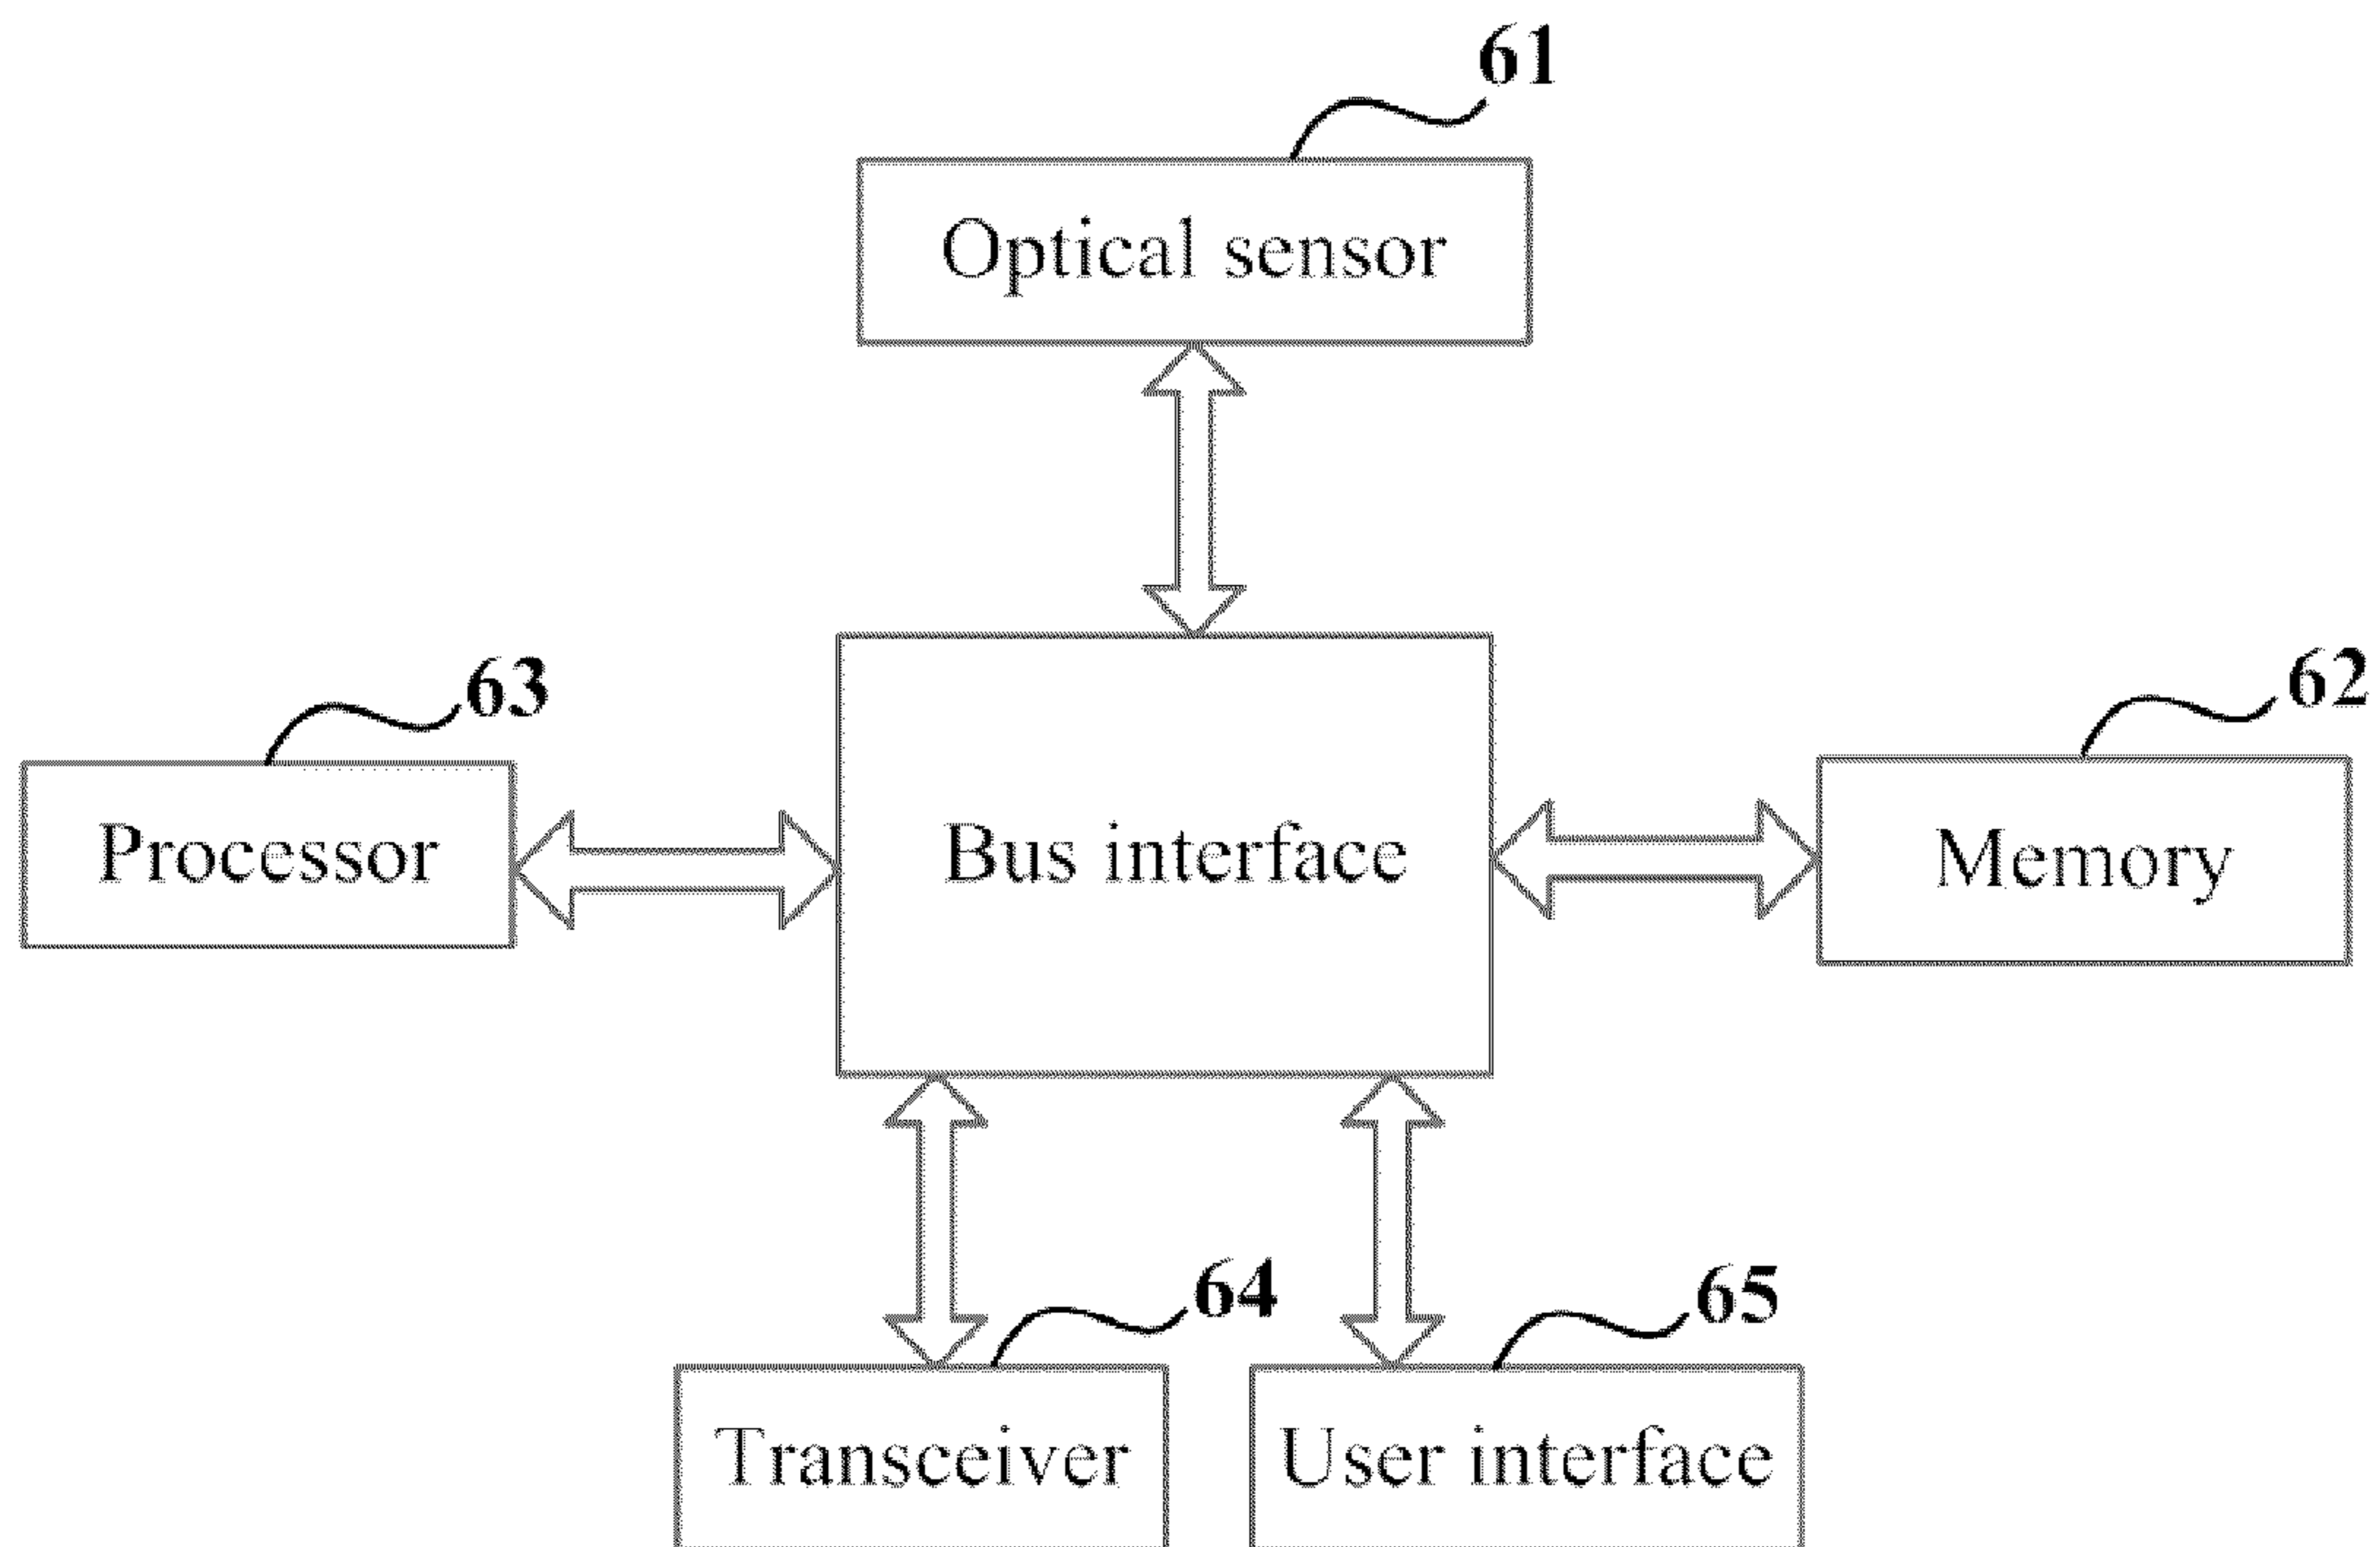 61
Optical sensor
63
62
Processor
Bus interface
Memory
64
65
Transceiver
User interface